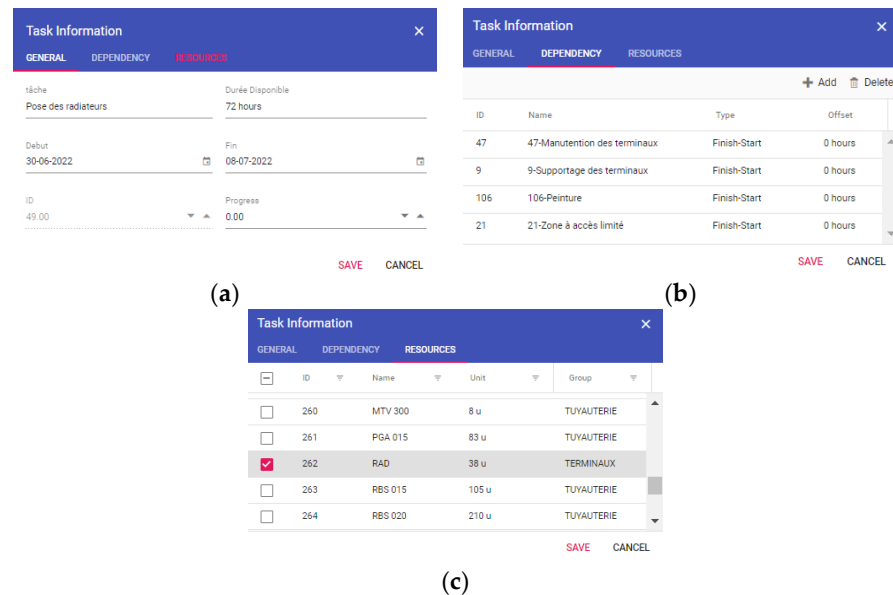 Task Information ×
GENERAL DEPENDENCY RESOURCES
tâche Durée Disponible
Pose des radiateurs 72 hours
Debut Fin
30-06-2022 08-07-2022
ID Progress
49.00 0.00
SAVE CANCEL
(a)
Task Information ×
GENERAL DEPENDENCY RESOURCES
+ Add Delete
ID Name Type Offset
47 47-Manutention des terminaux Finish-Start 0 hours
9 9-Supportage des terminaux Finish-Start 0 hours
106 106-Peinture Finish-Start 0 hours
21 21-Zone à accès limité Finish-Start 0 hours
SAVE CANCEL
(b)
Task Information ×
GENERAL DEPENDENCY RESOURCES
ID Name Unit Group
260 MTV 300 8 u TUYAUTERIE
261 PGA 015 83 u TUYAUTERIE
262 RAD 38 u TERMINAUX
263 RBS 015 105 u TUYAUTERIE
264 RBS 020 210 u TUYAUTERIE
SAVE CANCEL
(c)